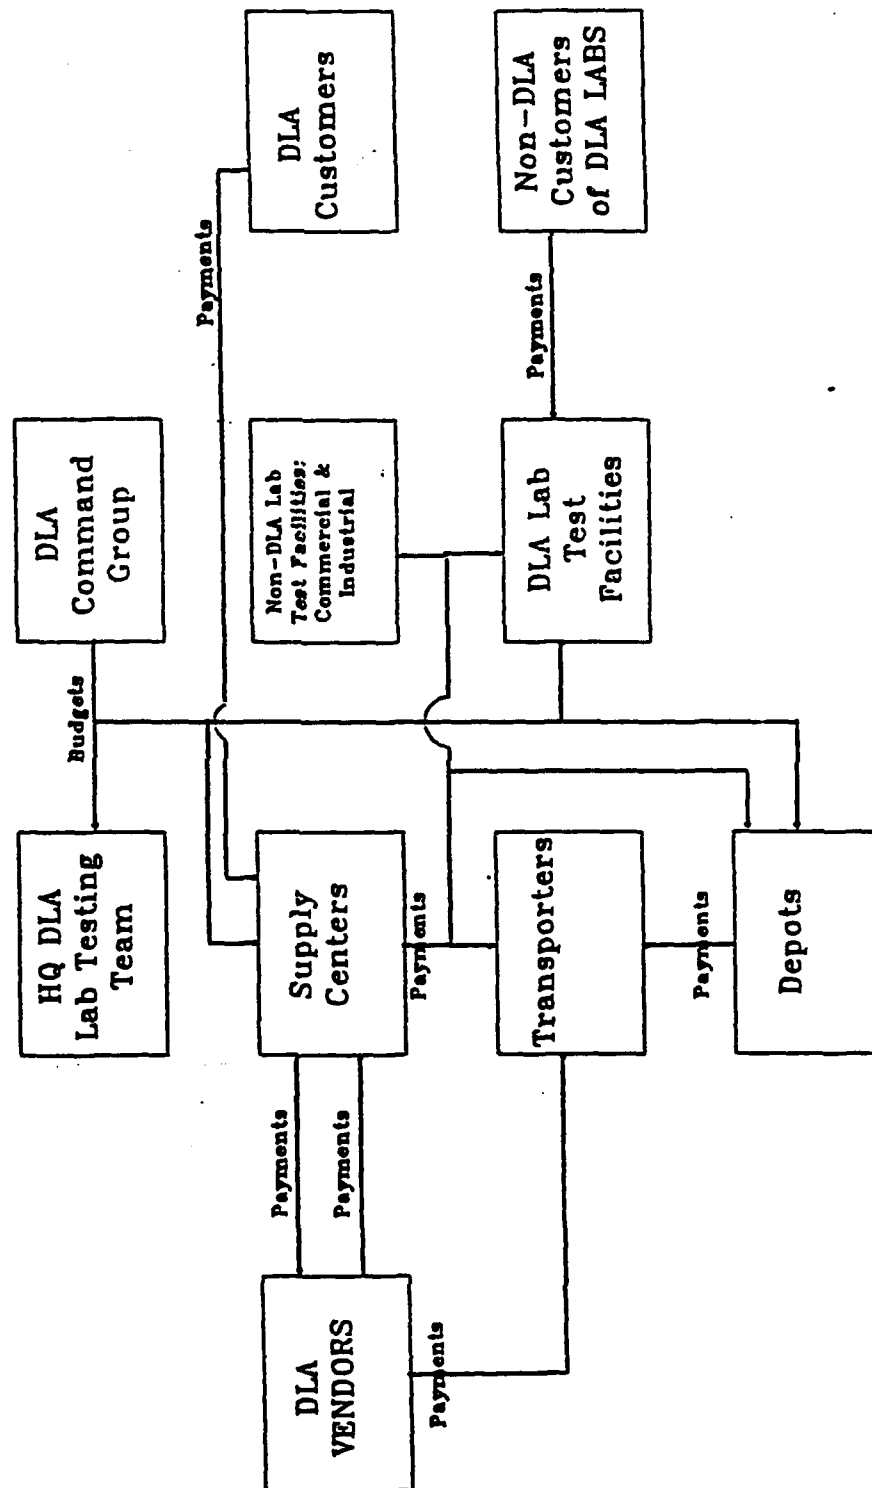 HQ DLA
Lab Testing
Team
Budgets
DLA
Command
Group
Payments
DLA
VENDORS
Payments
Payments
Supply
Centers
Non-DLA Lab
Test Facilities:
Commercial &
Industrial
DLA
Customers
Payments
Payments
Transporters
DLA Lab
Test
Facilities
Payments
Non-DLA
Customers
of DLA LABS
Payments
Depots